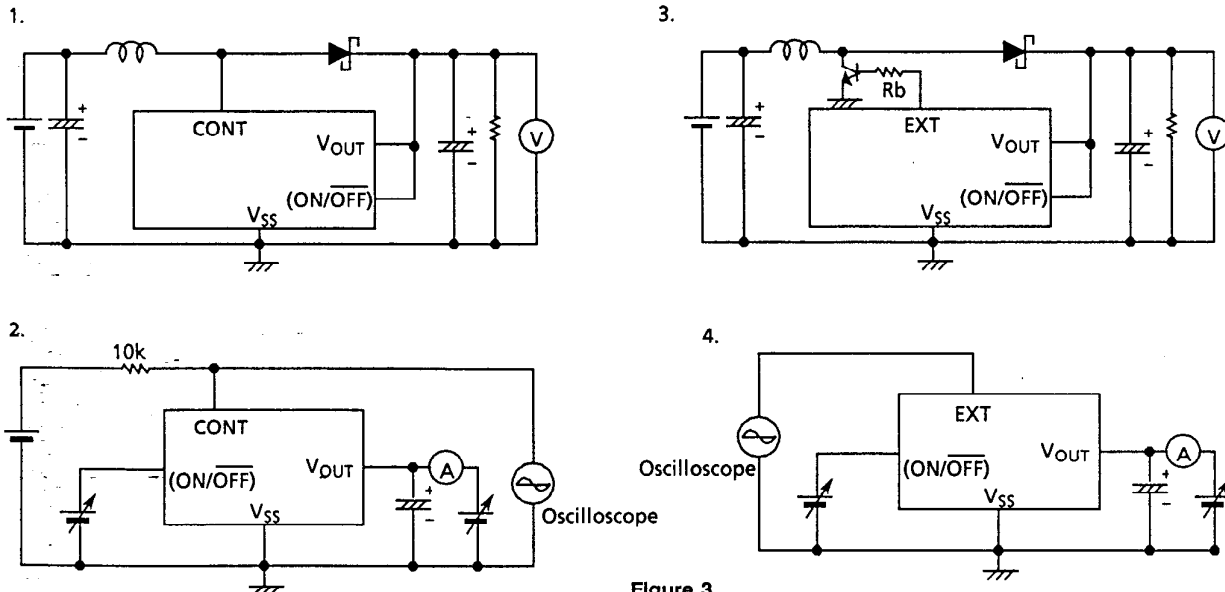 1.
CONT
VOUT
(ON/OFF)
VSS
+
-
+
-
V
3.
Rb
EXT
VOUT
(ON/OFF)
VSS
+
-
+
-
V
2.
10k
CONT
(ON/OFF)
VOUT
VSS
A
+
-
Oscilloscope
4.
Oscilloscope
EXT
(ON/OFF)
VOUT
VSS
A
+
-
Figure 3